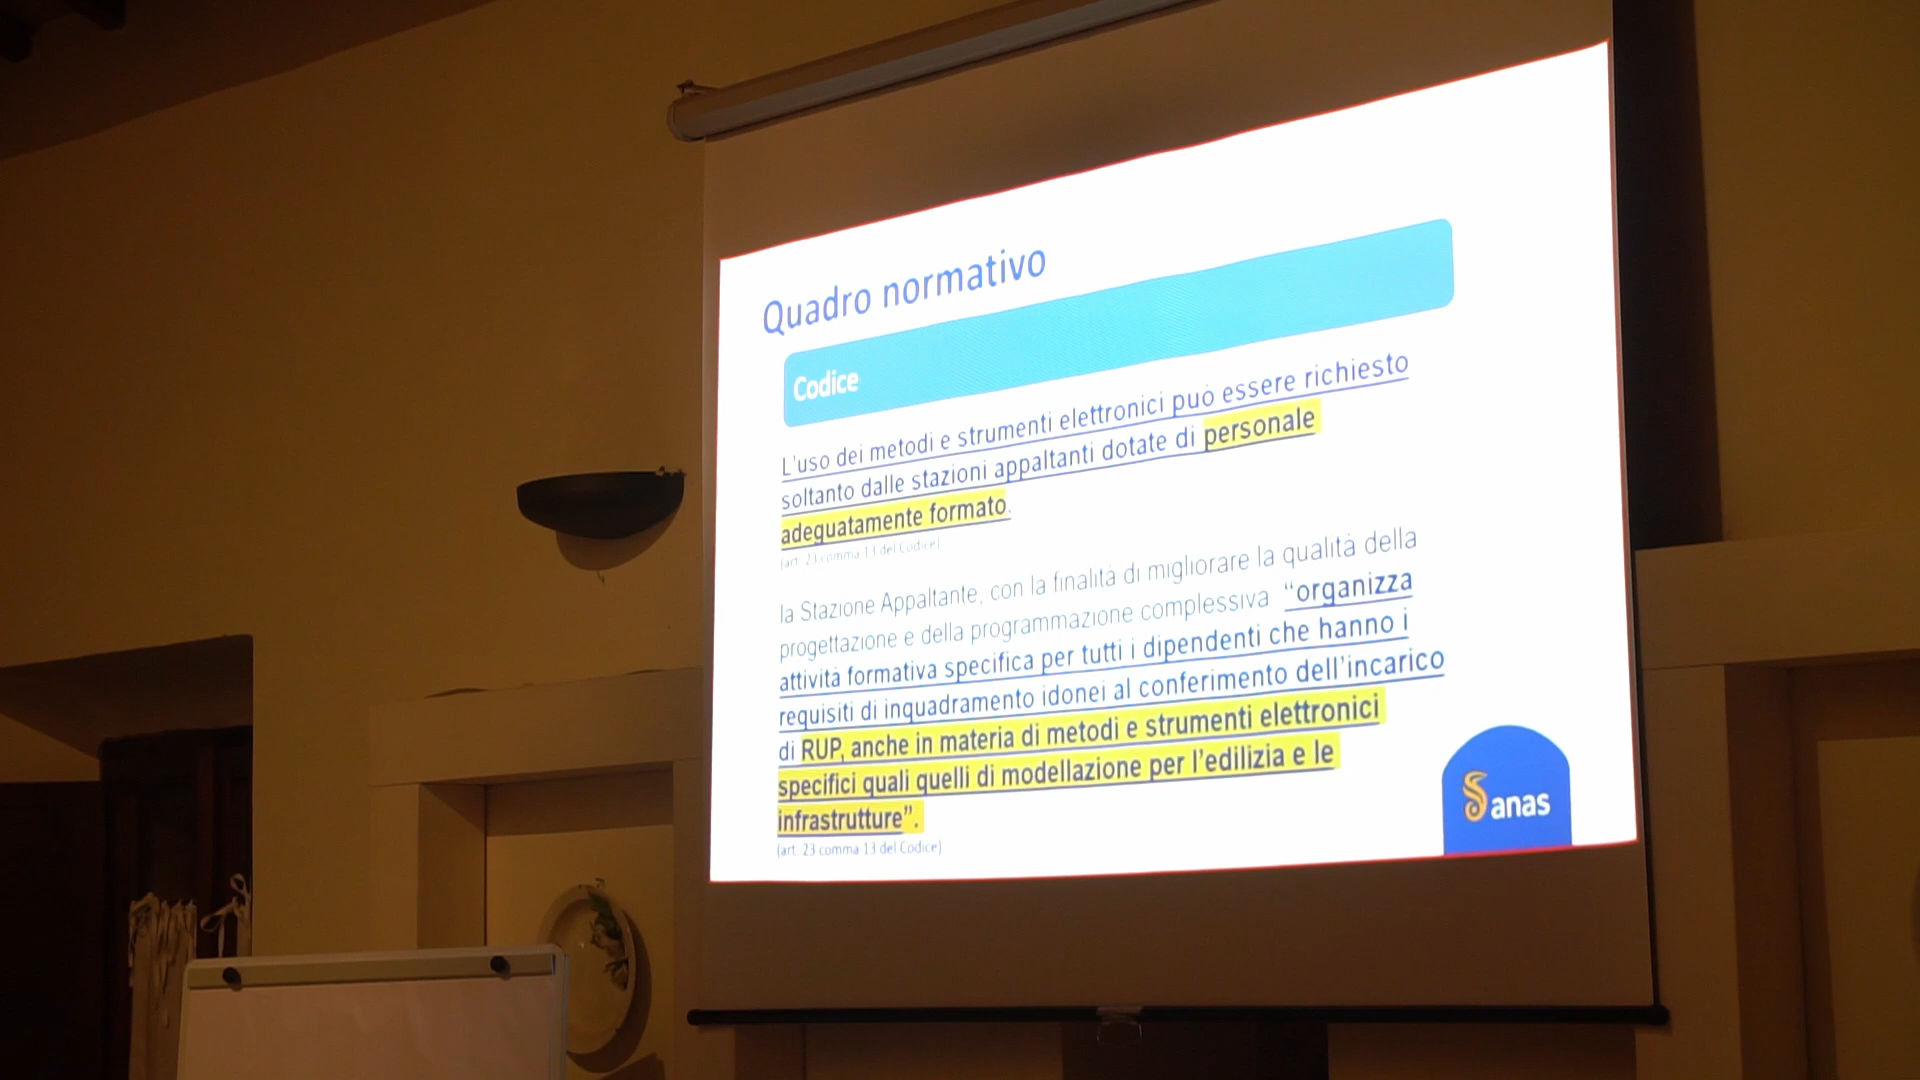 Quadro normativo
Codice
L'uso dei metodi e strumenti elettronici può essere richiesto
soltanto dalle stazioni appaltanti dotate di personale
adeguatamente formato.
(art. 23 comma 13 del Codice)
la Stazione Appaltante, con la finalità di migliorare la qualità della
progettazione e della programmazione complessiva "organizza
attività formativa specifica per tutti i dipendenti che hanno i
requisiti di inquadramento idonei al conferimento dell'incarico
di RUP, anche in materia di metodi e strumenti elettronici
specifici quali quelli di modellazione per l'edilizia e le
infrastrutture".
(art. 23 comma 13 del Codice)
anas